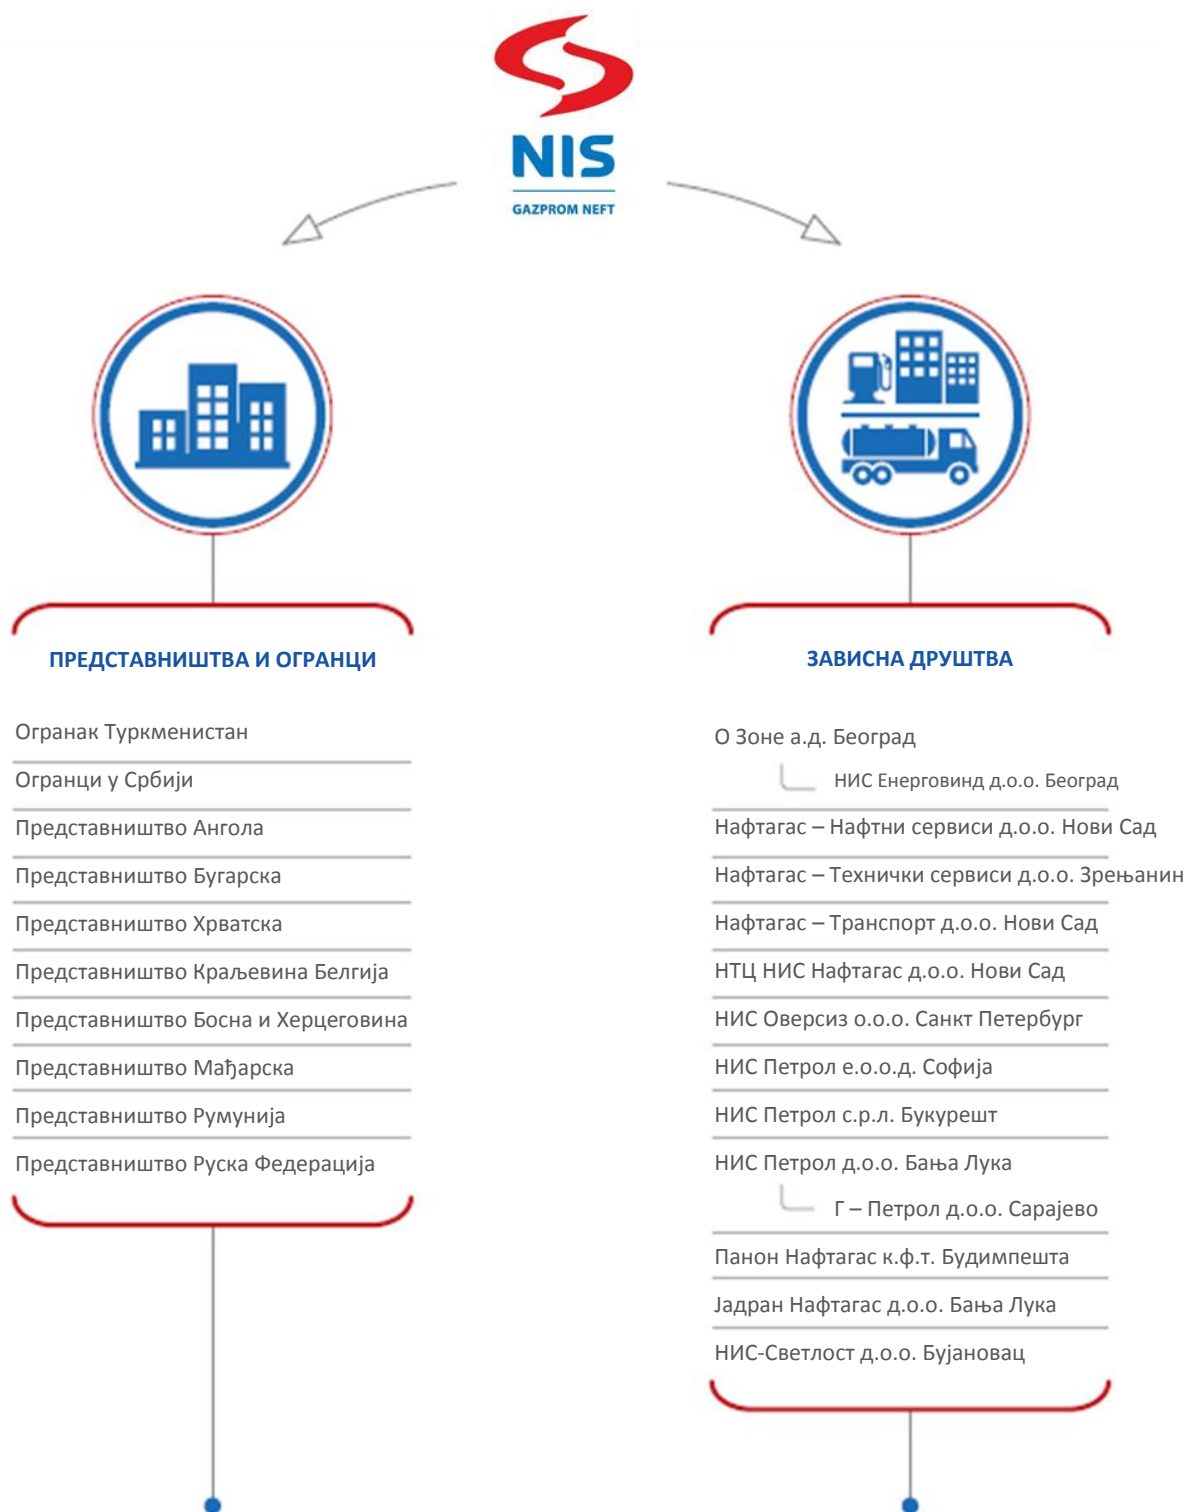 NIS
GAZPROM NEFT
ПРЕДСТАВНИШТВА И ОГРАНЦИ
Огранак Туркменистан
Огранци у Србији
Представништво Ангола
Представништво Бугарска
Представништво Хрватска
Представништво Краљевина Белгија
Представништво Босна и Херцеговина
Представништво Мађарска
Представништво Румунија
Представништво Руска Федерација
ЗАВИСНА ДРУШТВА
О Зоне а.д. Београд
НИС Енерговинд д.о.о. Београд
Нафтагас – Нафтни сервиси д.о.о. Нови Сад
Нафтагас – Технички сервиси д.о.о. Зрењанин
Нафтагас – Транспорт д.о.о. Нови Сад
НТЦ НИС Нафтагас д.о.о. Нови Сад
НИС Оверсиз о.о.о. Санкт Петербург
НИС Петрол е.о.о.д. Софија
НИС Петрол с.р.л. Букурешт
НИС Петрол д.о.о. Бања Лука
Г – Петрол д.о.о. Сарајево
Панон Нафтагас к.ф.т. Будимпешта
Јадран Нафтагас д.о.о. Бања Лука
НИС-Светлост д.о.о. Бујановац